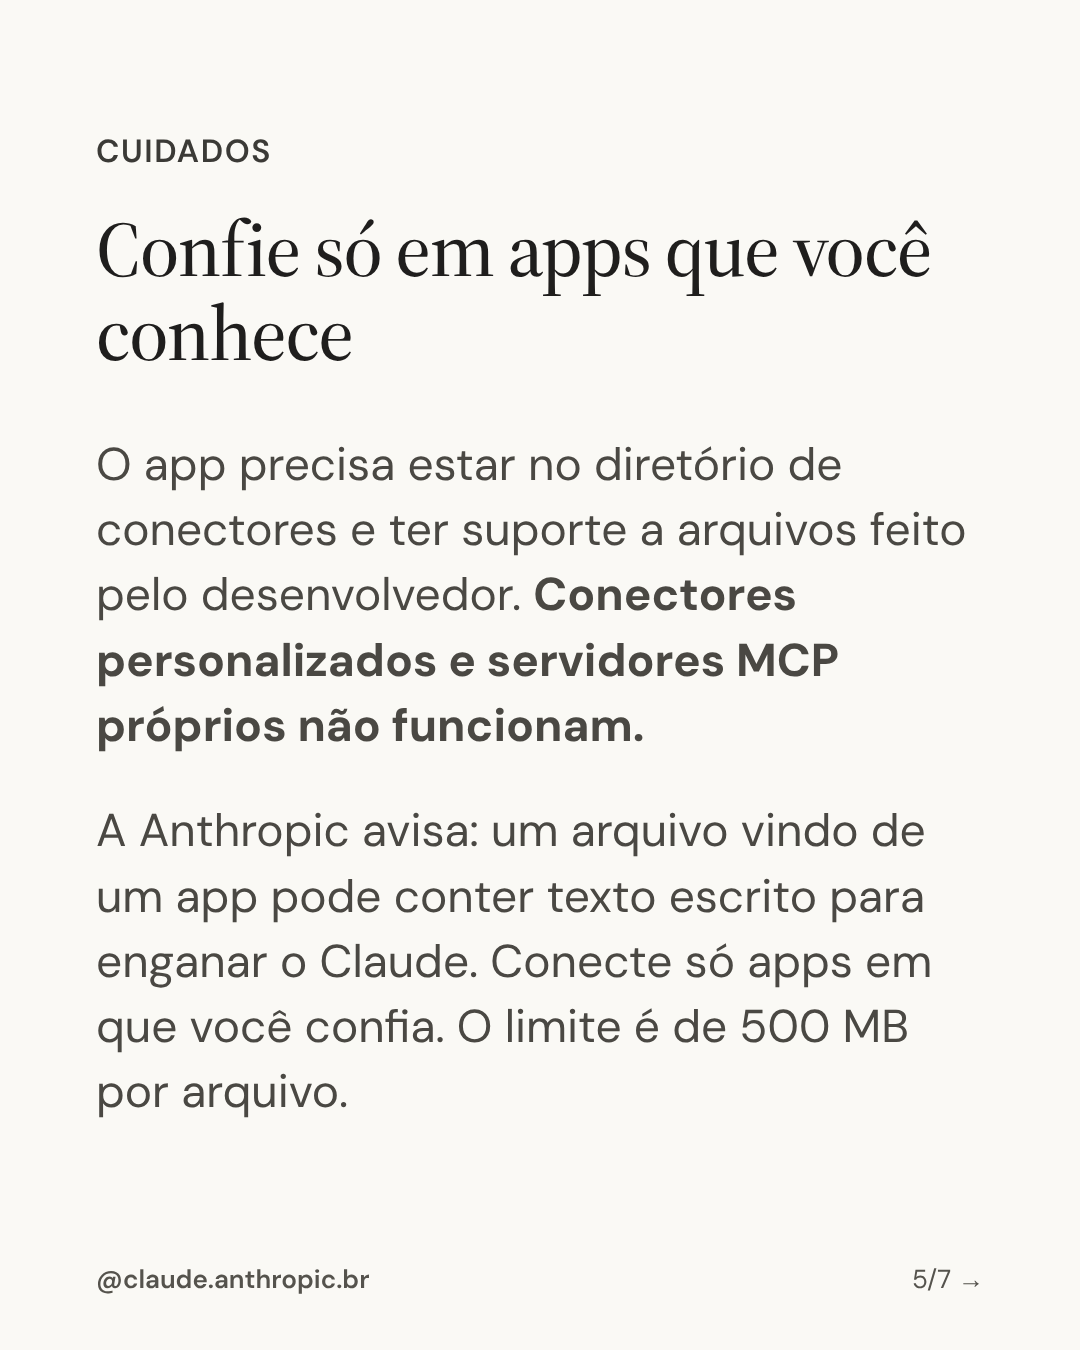 CUIDADOS
Confie só em apps que você
conhece
O app precisa estar no diretório de
conectores e ter suporte a arquivos feito
pelo desenvolvedor. Conectores
personalizados e servidores MCP
próprios não funcionam.
A Anthropic avisa: um arquivo vindo de
um app pode conter texto escrito para
enganar o Claude. Conecte só apps em
que você confia. O limite é de 500 MB
por arquivo.
@claude.anthropic.br
5/7 →